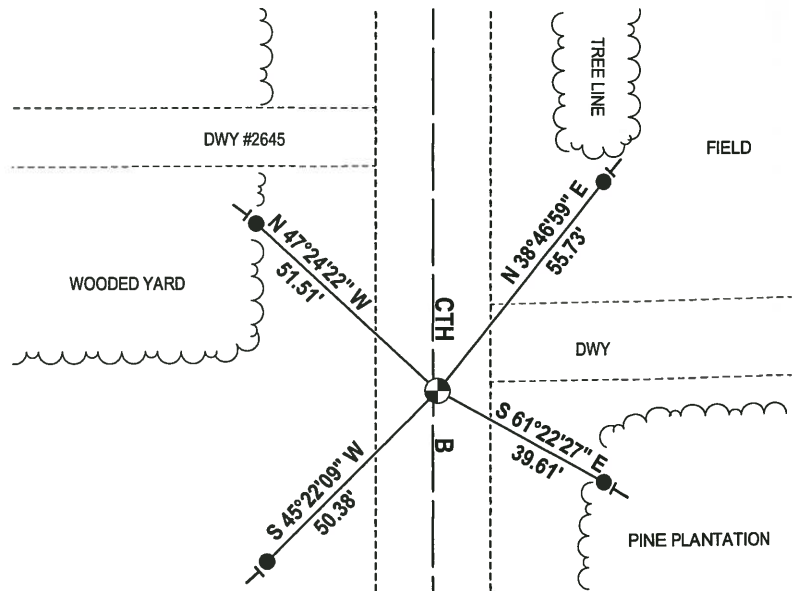 TREE LINE
DWY #2645
FIELD
N 47°24'22" W
51.51'
N 38°46'59" E
55.73'
WOODED YARD
CTH
B
DWY
S 61°22'27" E
39.61'
S 45°22'09" W
50.38'
PINE PLANTATION